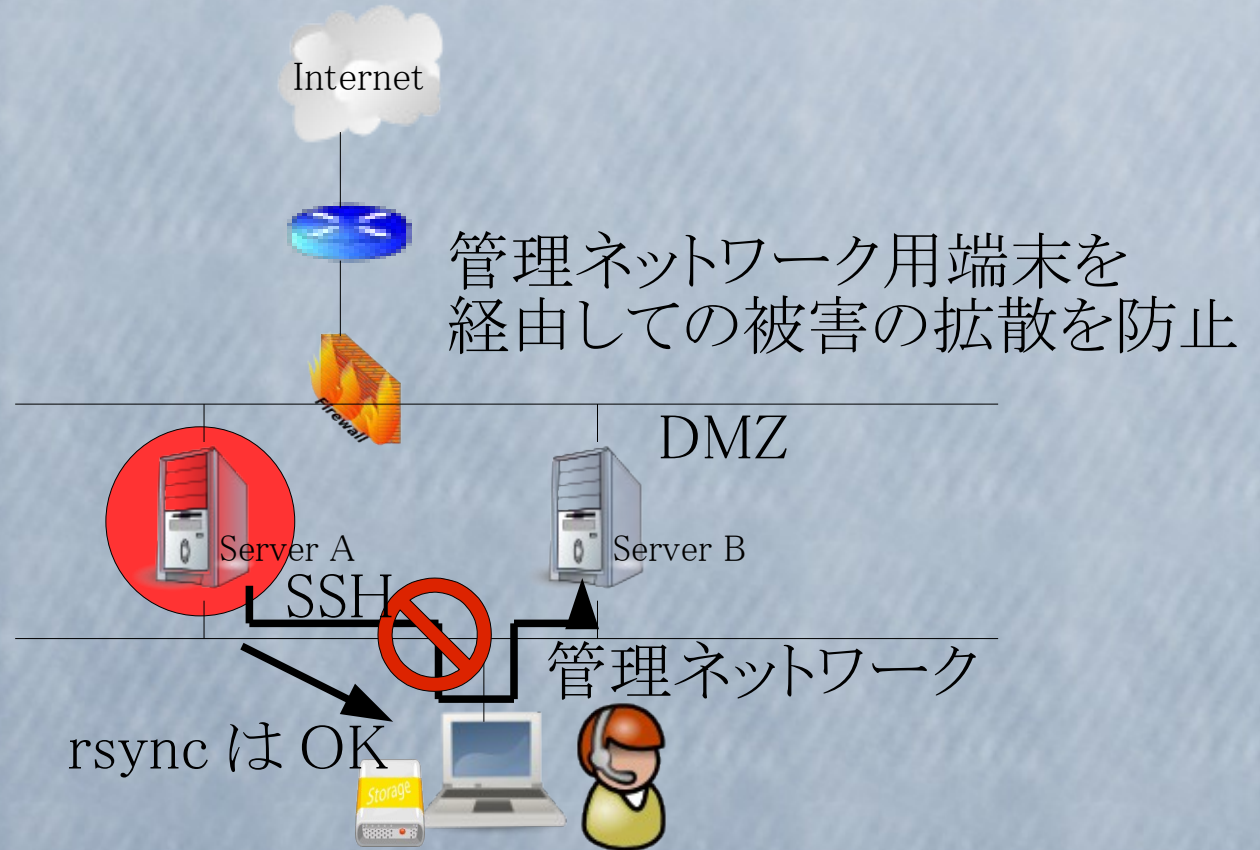 Internet
管理ネットワーク用端末を
経由しての被害の拡散を防止
Firewall
DMZ
Server A
Server B
SSH
管理ネットワーク
rsync は OK
Storage